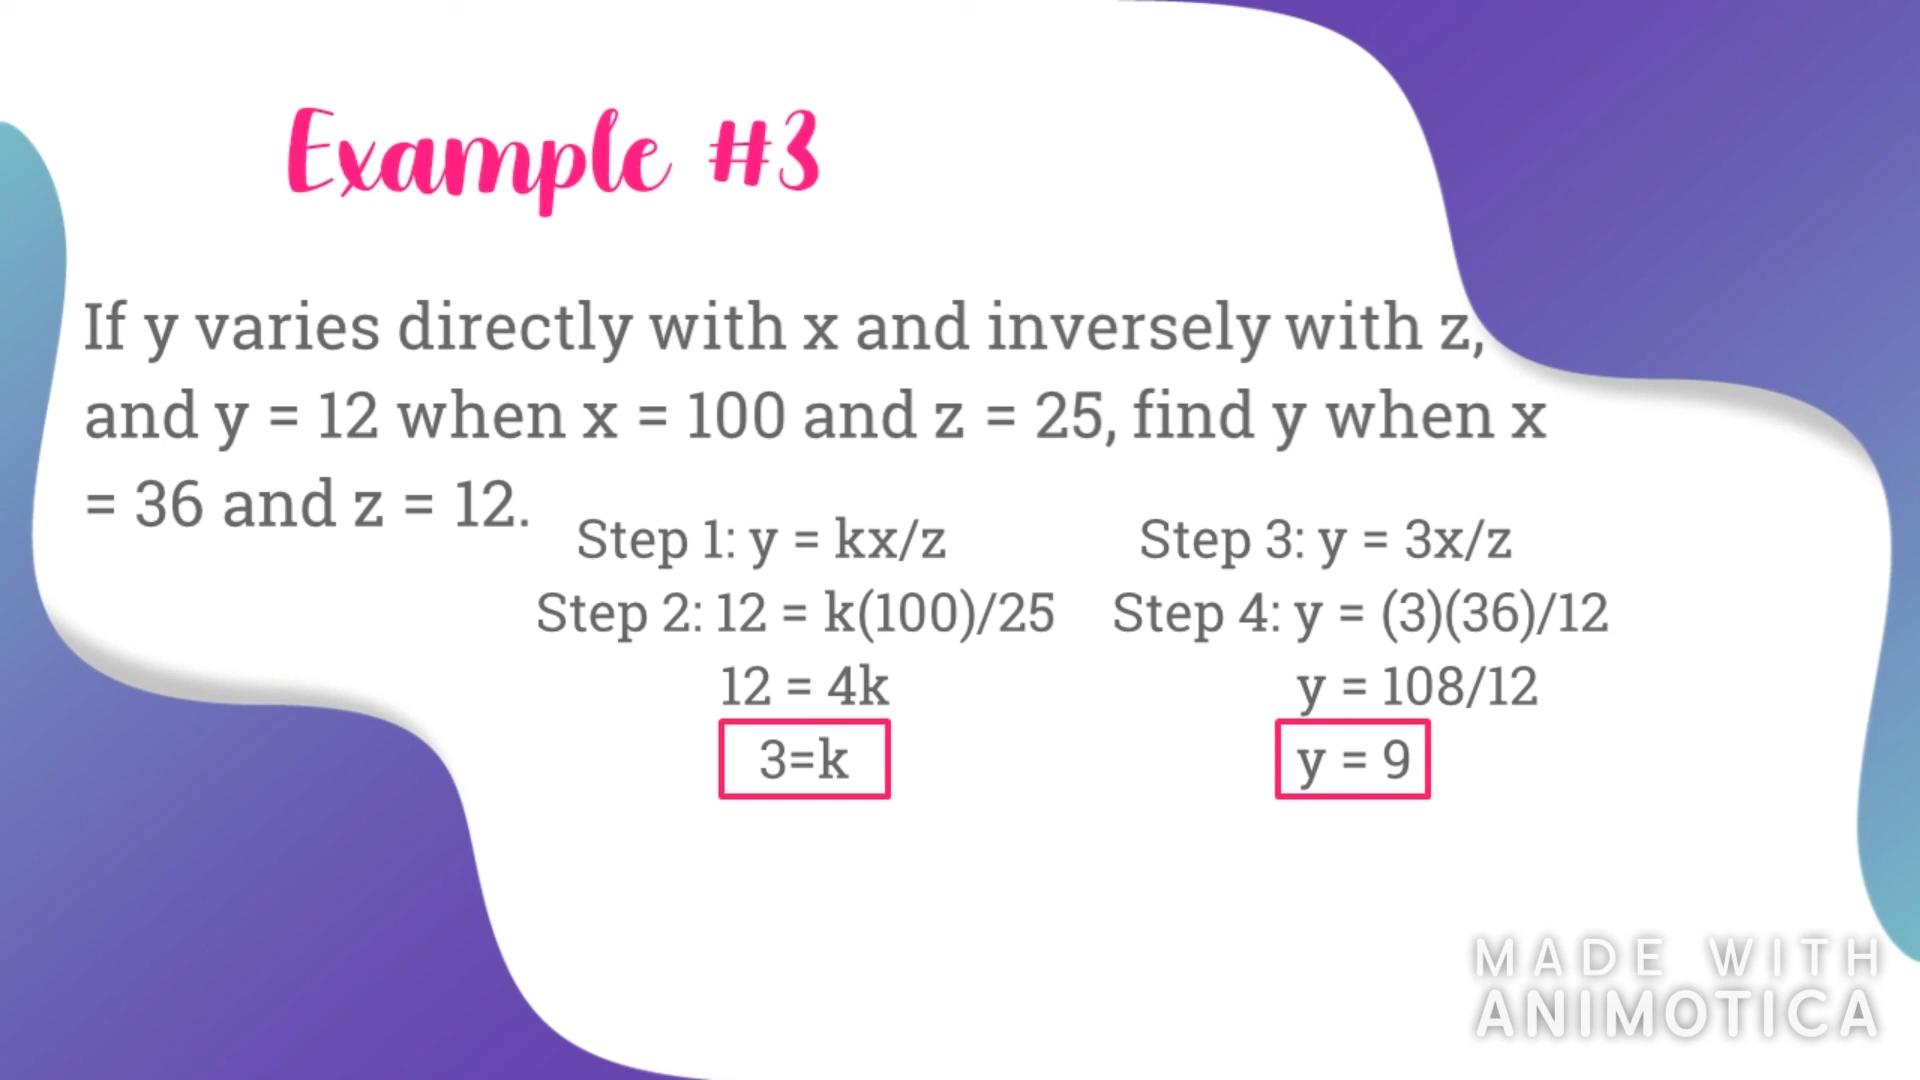 Example #3
If y varies directly with x and inversely with z,
and y = 12 when x = 100 and z = 25, find y when x
= 36 and z = 12.
Step 1: y = kx/z
Step 2: 12 = k(100)/25
12 = 4k
3=k
Step 3: y = 3x/z
Step 4: y = (3)(36)/12
y = 108/12
y = 9
MADE WITH
ANIMOTICA